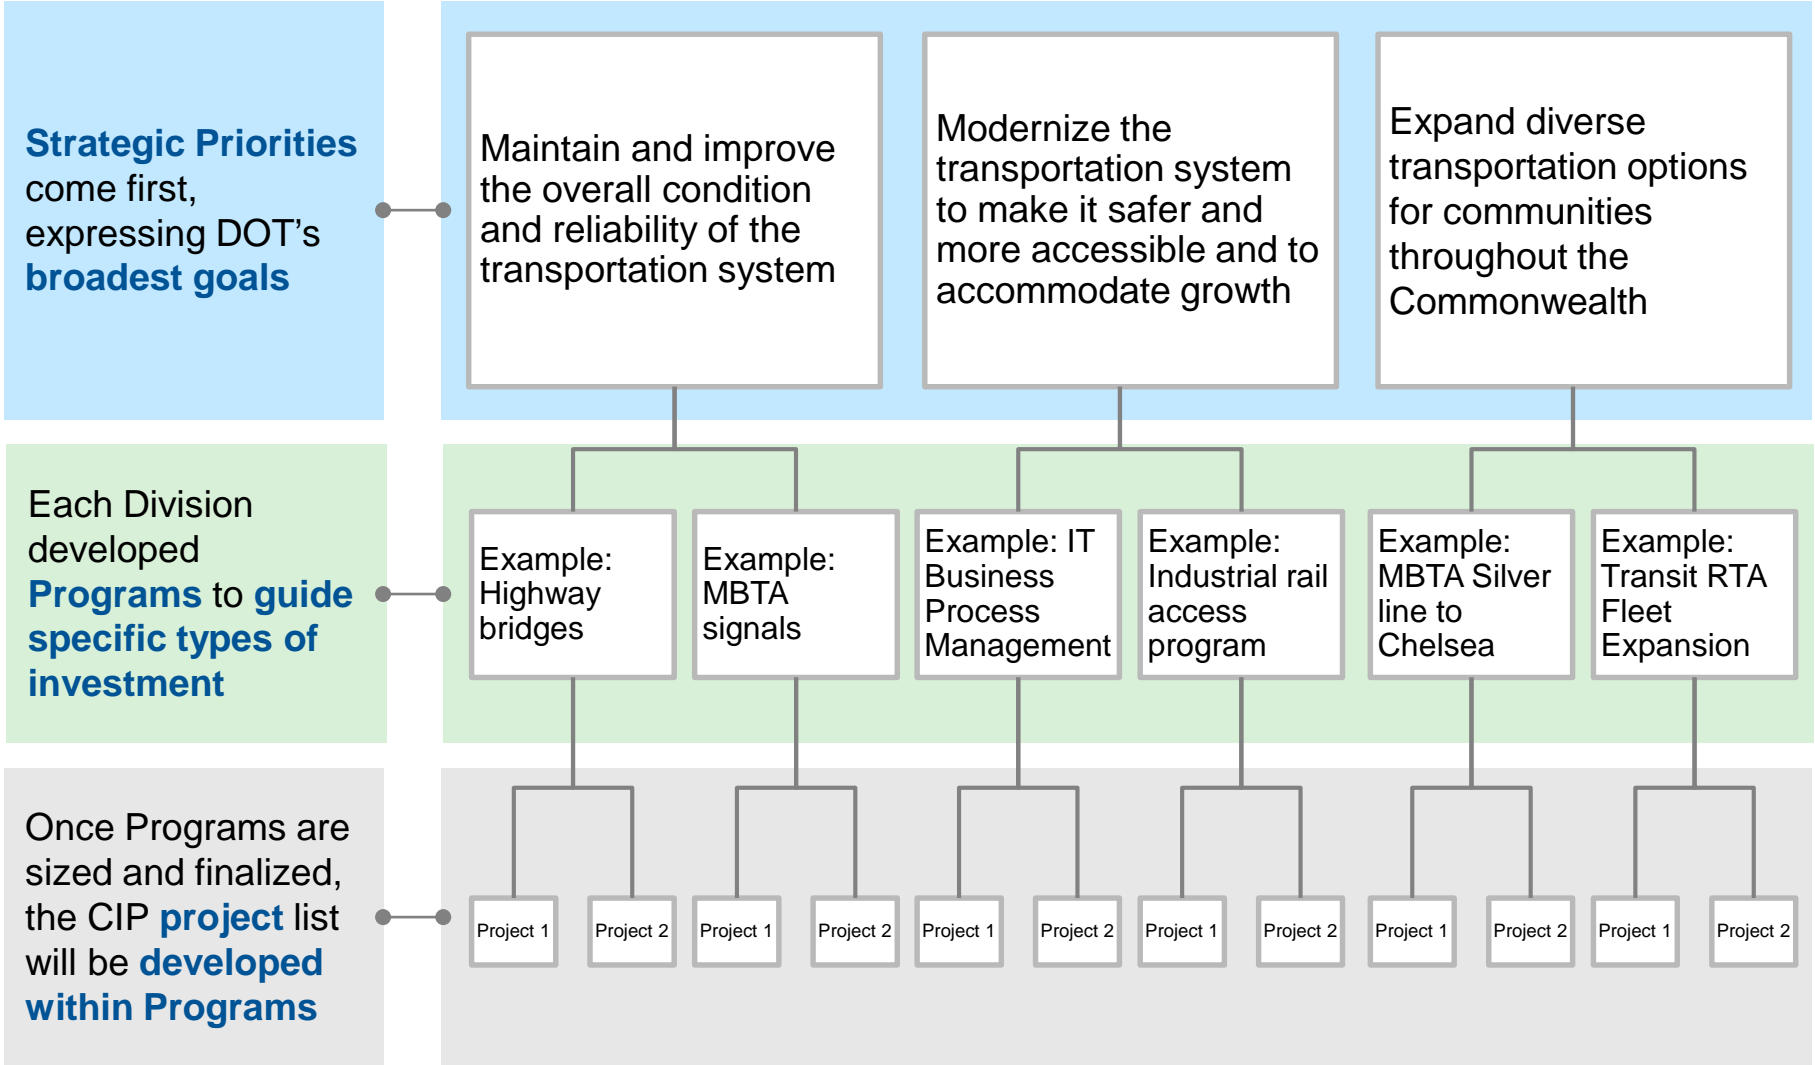 Strategic Priorities
come first,
expressing DOT’s
broadest goals
Maintain and improve
the overall condition
and reliability of the
transportation system
Modernize the
transportation system
to make it safer and
more accessible and to
accommodate growth
Expand diverse
transportation options
for communities
throughout the
Commonwealth
Each Division
developed
Programs to guide
specific types of
investment
Example:
Highway
bridges
Example:
MBTA
signals
Example: IT
Business
Process
Management
Example:
Industrial rail
access
program
Example:
MBTA Silver
line to
Chelsea
Example:
Transit RTA
Fleet
Expansion
Once Programs are
sized and finalized,
the CIP project list
will be developed
within Programs
Project 1
Project 2
Project 1
Project 2
Project 1
Project 2
Project 1
Project 2
Project 1
Project 2
Project 1
Project 2